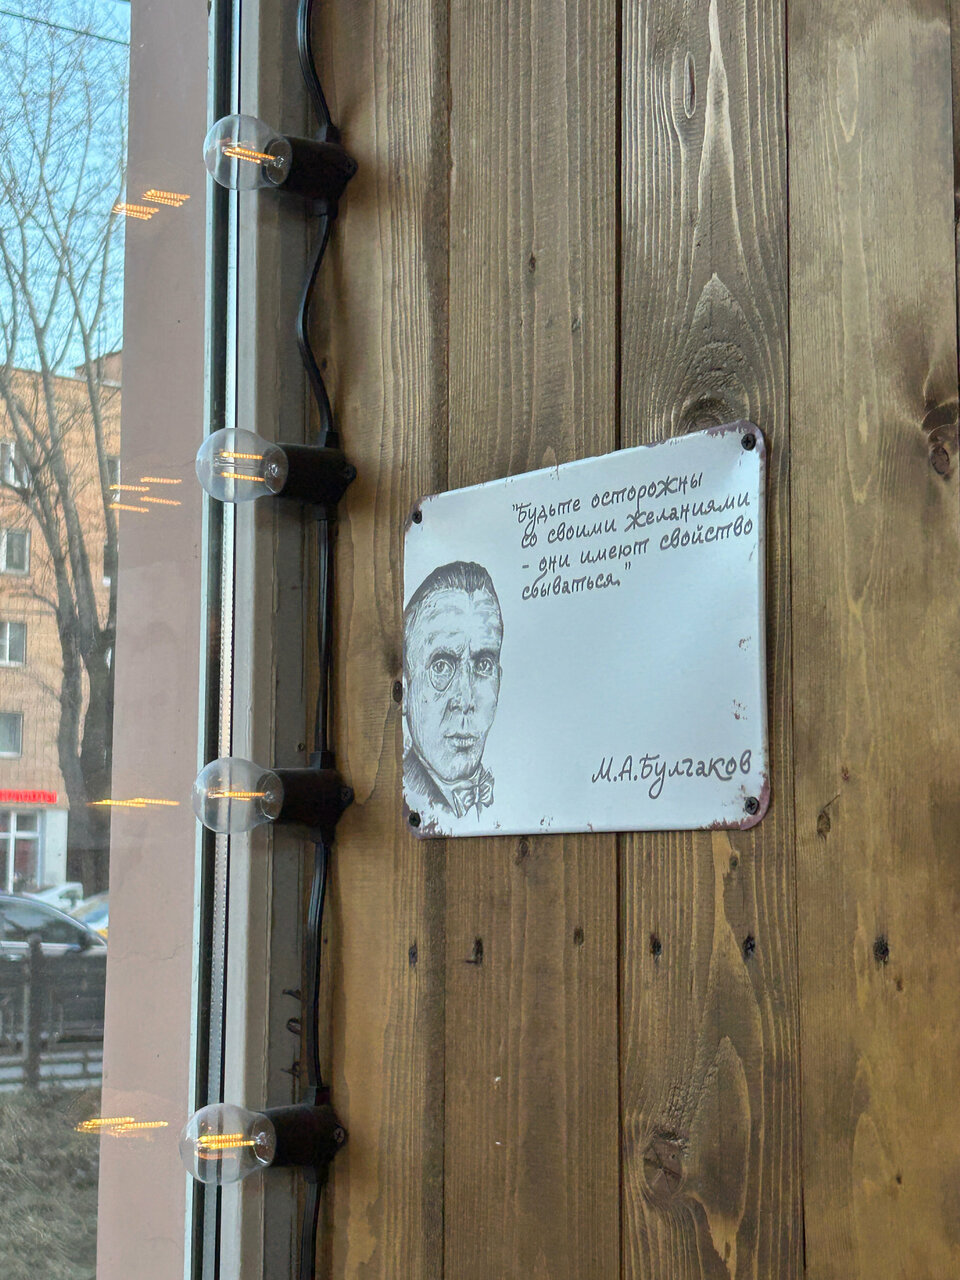 "Будьте осторожны
со своими желаниями
- они имеют свойство
сбываться."
М.А.Булгаков